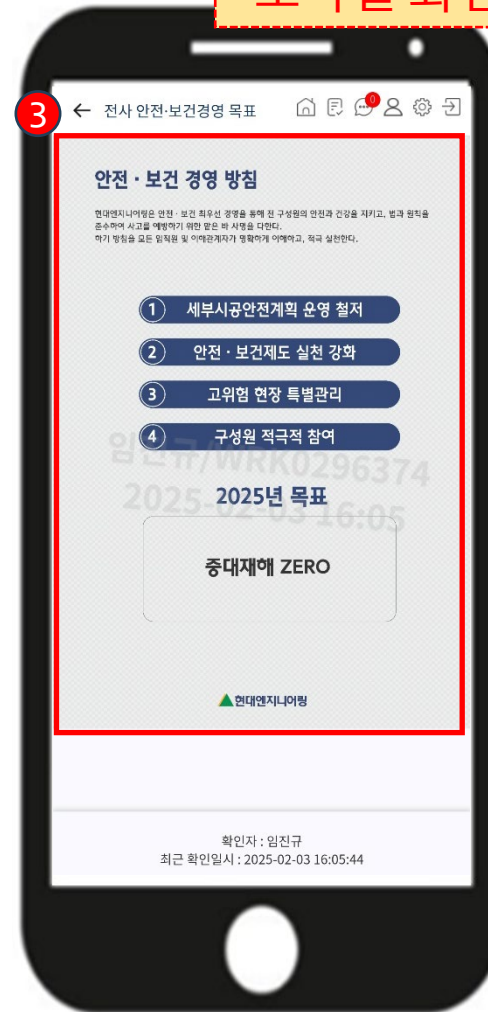 3
← 전사 안전·보건경영 목표
0
안전 · 보건 경영 방침
현대엔지니어링은 안전 · 보건 최우선 경영을 통해 전 구성원의 안전과 건강을 지키고, 법과 원칙을
준수하여 사고를 예방하기 위한 맡은 바 사명을 다한다.
하기 방침을 모든 임직원 및 이해관계자가 명확하게 이해하고, 적극 실천한다.
1 세부시공안전계획 운영 철저
2 안전 · 보건제도 실천 강화
3 고위험 현장 특별관리
4 구성원 적극적 참여
임진규/WRK0296374
2025-02-03 16:05
2025년 목표
중대재해 ZERO
현대엔지니어링
확인자 : 임진규
최근 확인일시 : 2025-02-03 16:05:44